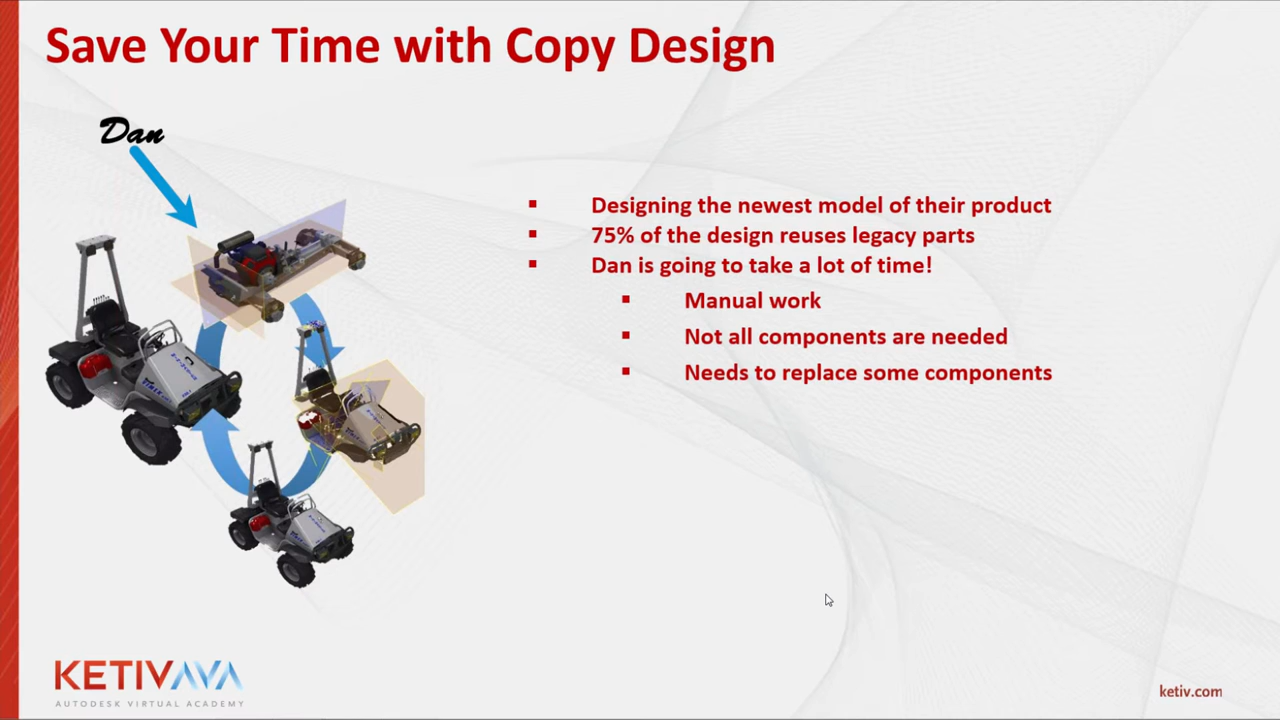 Save Your Time with Copy Design
Dan
▪ Designing the newest model of their product
▪ 75% of the design reuses legacy parts
▪ Dan is going to take a lot of time!
▪ Manual work
▪ Not all components are needed
▪ Needs to replace some components
KETIVAVA
AUTODESK VIRTUAL ACADEMY
ketiv.com